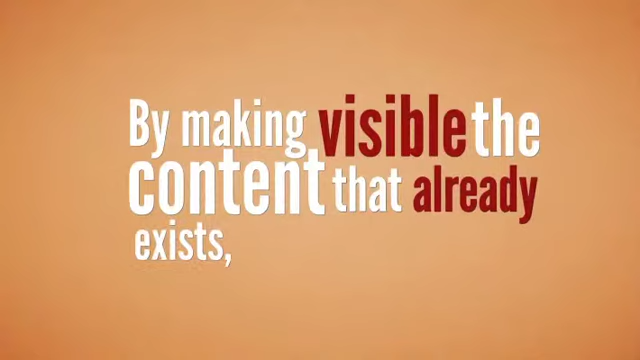 By making visible the
content that already
exists,